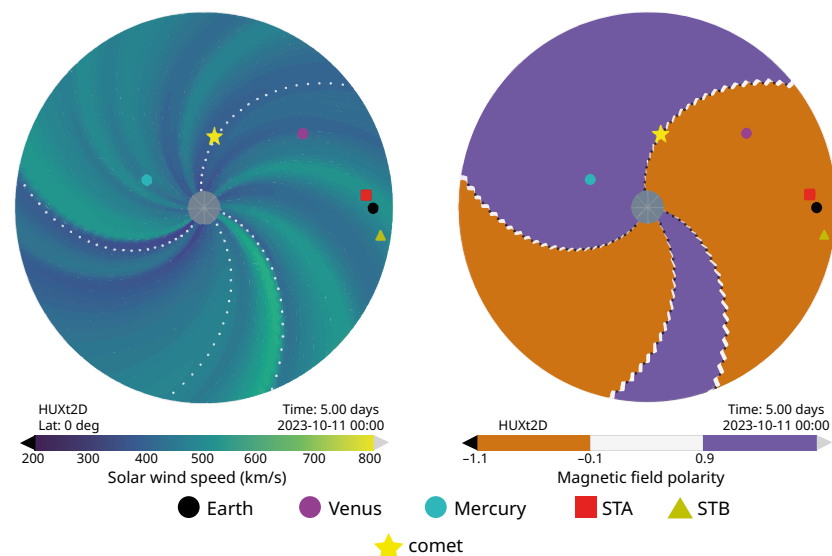 HUXt2D
Lat: 0 deg
Time: 5.00 days
2023-10-11 00:00
200 300 400 500 600 700 800
Solar wind speed (km/s)
HUXt2D
Time: 5.00 days
2023-10-11 00:00
−1.1 −0.1 0.9
Magnetic field polarity
Earth Venus Mercury STA STB
comet